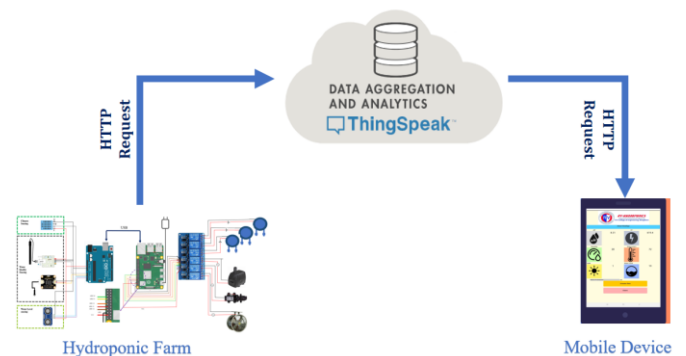 DATA AGGREGATION
AND ANALYTICS
ThingSpeak™
HTTP
Request
HTTP
Request
Hydroponic Farm
Mobile Device